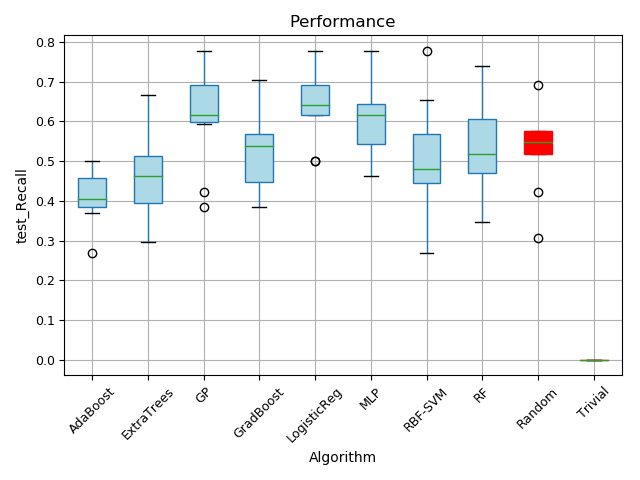 Performance
test_Recall
0.8
0.7
0.6
0.5
0.4
0.3
0.2
0.1
0.0
AdaBoost
ExtraTrees
GP
GradBoost
LogisticReg
MLP
RBF-SVM
RF
Random
Trivial
Algorithm